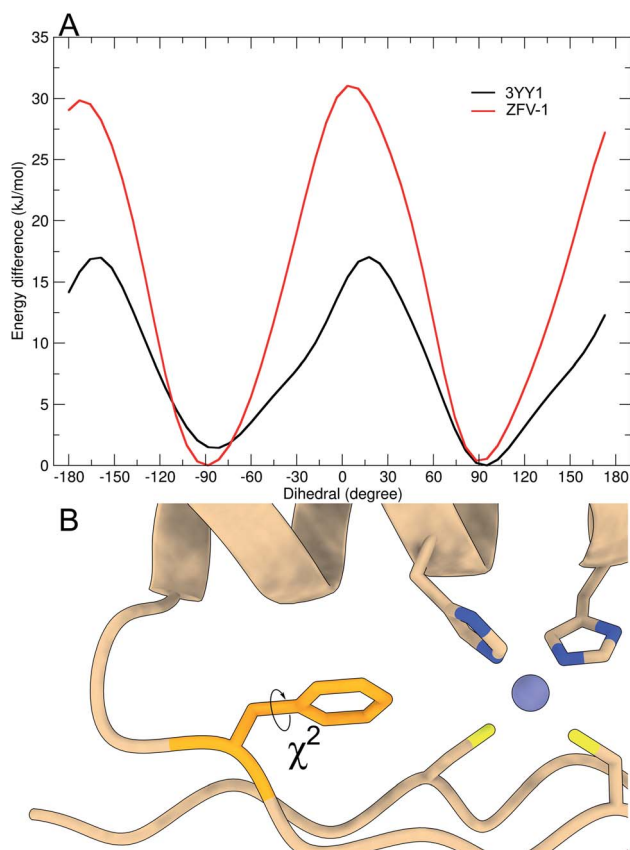 A
35
30
25
20
15
10
5
0
Energy difference (kJ/mol)
3YY1
ZFV-1
-180 -150 -120 -90 -60 -30 0 30 60 90 120 150 180
Dihedral (degree)
B
χ2